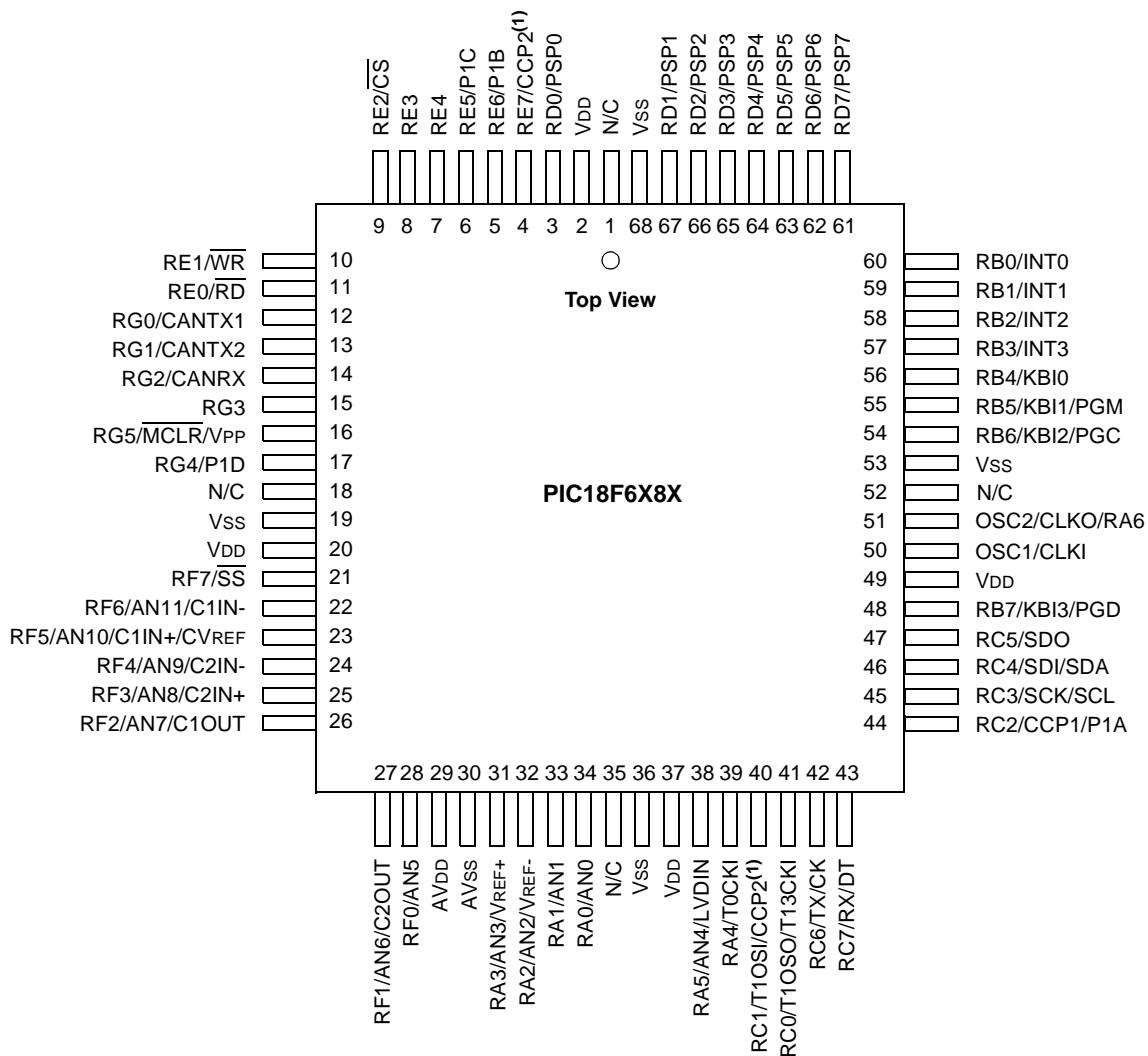 RE2/C̅S̅
RE3
RE4
RE5/P1C
RE6/P1B
RE7/CCP2(1)
RD0/PSP0
VDD
N/C
VSS
RD1/PSP1
RD2/PSP2
RD3/PSP3
RD4/PSP4
RD5/PSP5
RD6/PSP6
RD7/PSP7
9 8 7 6 5 4 3 2 1 68 67 66 65 64 63 62 61
RE1/W̅R̅ 10
RE0/R̅D̅ 11
RG0/CANTX1 12
RG1/CANTX2 13
RG2/CANRX 14
RG3 15
RG5/M̅C̅L̅R̅/VPP 16
RG4/P1D 17
N/C 18
VSS 19
VDD 20
RF7/S̅S̅ 21
RF6/AN11/C1IN- 22
RF5/AN10/C1IN+/CVREF 23
RF4/AN9/C2IN- 24
RF3/AN8/C2IN+ 25
RF2/AN7/C1OUT 26
Top View
PIC18F6X8X
60 RB0/INT0
59 RB1/INT1
58 RB2/INT2
57 RB3/INT3
56 RB4/KBI0
55 RB5/KBI1/PGM
54 RB6/KBI2/PGC
53 VSS
52 N/C
51 OSC2/CLKO/RA6
50 OSC1/CLKI
49 VDD
48 RB7/KBI3/PGD
47 RC5/SDO
46 RC4/SDI/SDA
45 RC3/SCK/SCL
44 RC2/CCP1/P1A
27 28 29 30 31 32 33 34 35 36 37 38 39 40 41 42 43
RF1/AN6/C2OUT
RF0/AN5
AVDD
AVSS
RA3/AN3/VREF+
RA2/AN2/VREF-
RA1/AN1
RA0/AN0
N/C
VSS
VDD
RA5/AN4/LVDIN
RA4/T0CKI
RC1/T1OSI/CCP2(1)
RC0/T1OSO/T13CKI
RC6/TX/CK
RC7/RX/DT